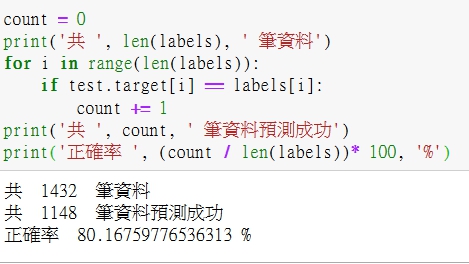 count = 0
print('共 ', len(labels), ' 筆資料')
for i in range(len(labels)):
    if test.target[i] == labels[i]:
        count += 1
print('共 ', count, ' 筆資料預測成功')
print('正確率 ', (count / len(labels))* 100, '%')
共  1432  筆資料
共  1148  筆資料預測成功
正確率  80.16759776536313 %